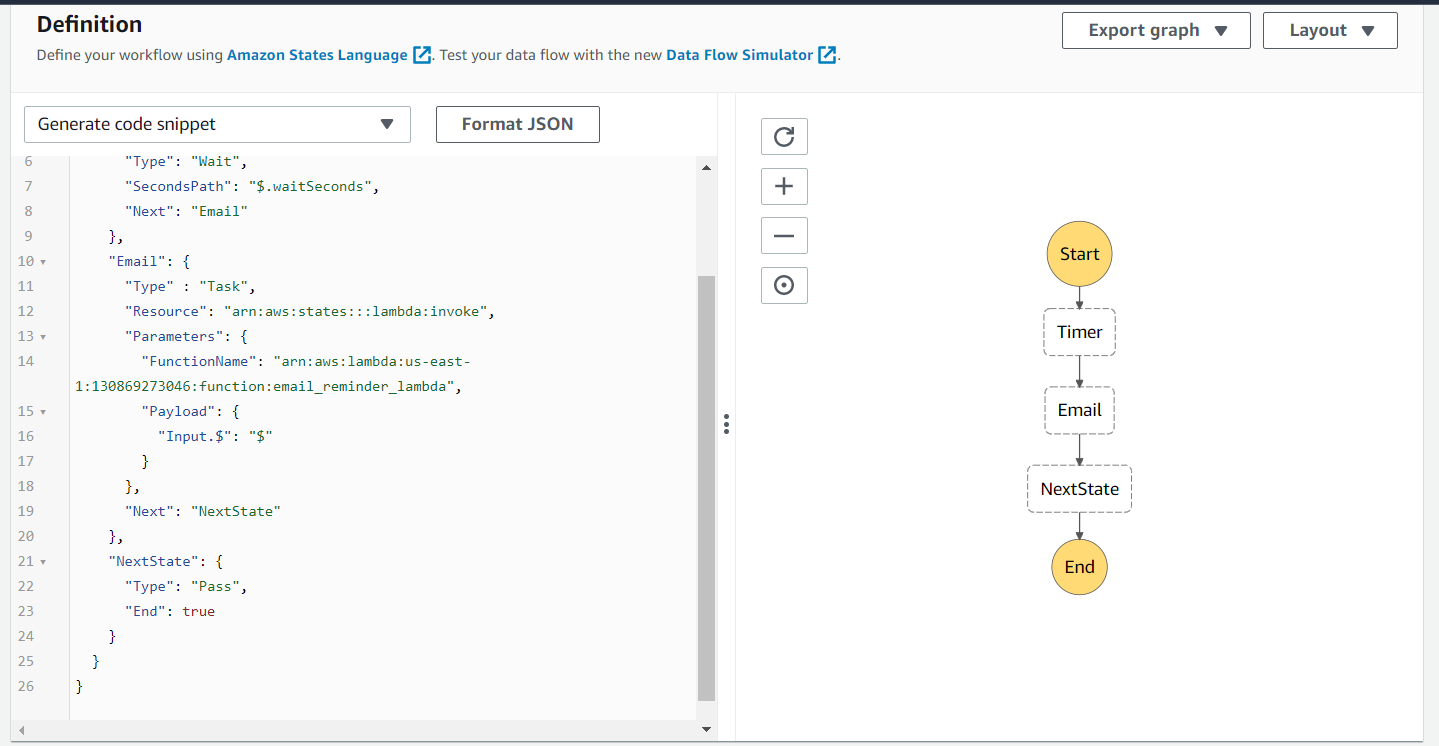 Definition
Define your workflow using Amazon States Language . Test your data flow with the new Data Flow Simulator .
Export graph
Layout
Generate code snippet
Format JSON
6 "Type": "Wait",
7 "SecondsPath": "$.waitSeconds",
8 "Next": "Email"
9 },
10 "Email": {
11 "Type" : "Task",
12 "Resource": "arn:aws:states:::lambda:invoke",
13 "Parameters": {
14 "FunctionName": "arn:aws:lambda:us-east-
1:130869273046:function:email_reminder_lambda",
15 "Payload": {
16 "Input.$": "$"
17 }
18 },
19 "Next": "NextState"
20 },
21 "NextState": {
22 "Type": "Pass",
23 "End": true
24 }
25 }
26 }
Start
Timer
Email
NextState
End